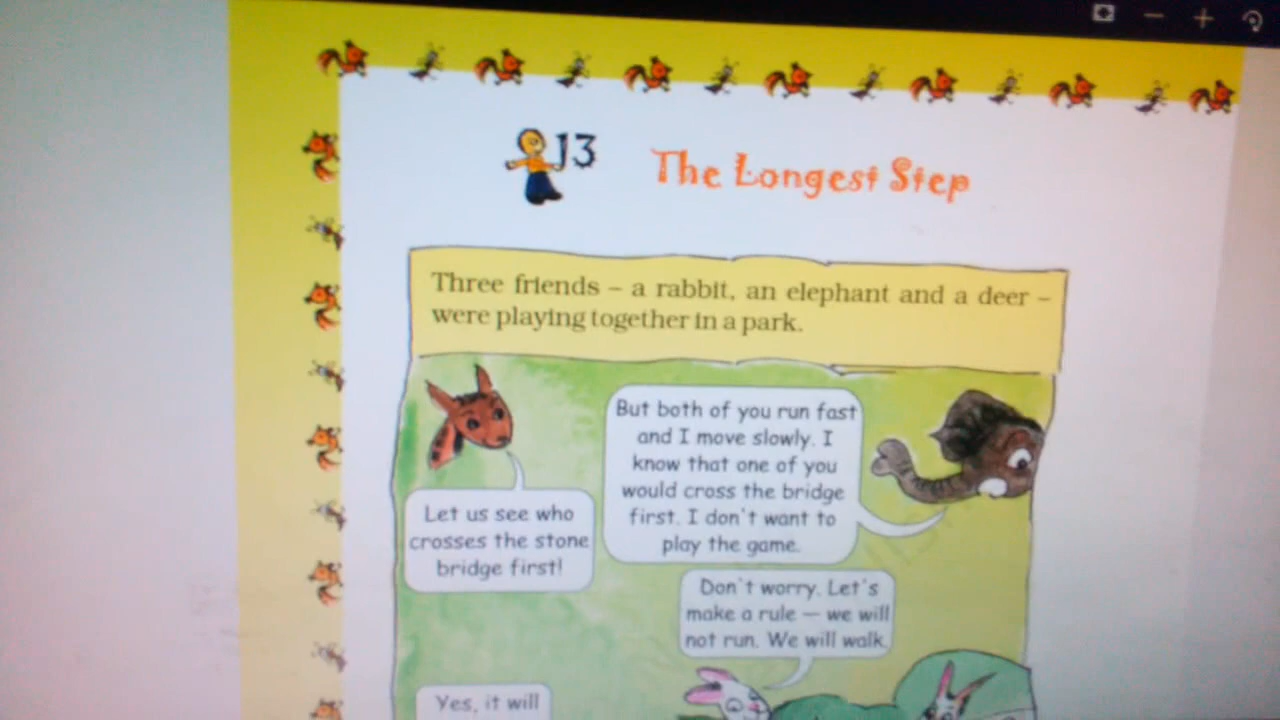 13
The Longest Step
Three friends – a rabbit, an elephant and a deer –
were playing together in a park.
But both of you run fast
and I move slowly. I
know that one of you
would cross the bridge
first. I don't want to
play the game.
Let us see who
crosses the stone
bridge first!
Don't worry. Let's
make a rule — we will
not run. We will walk.
Yes, it will